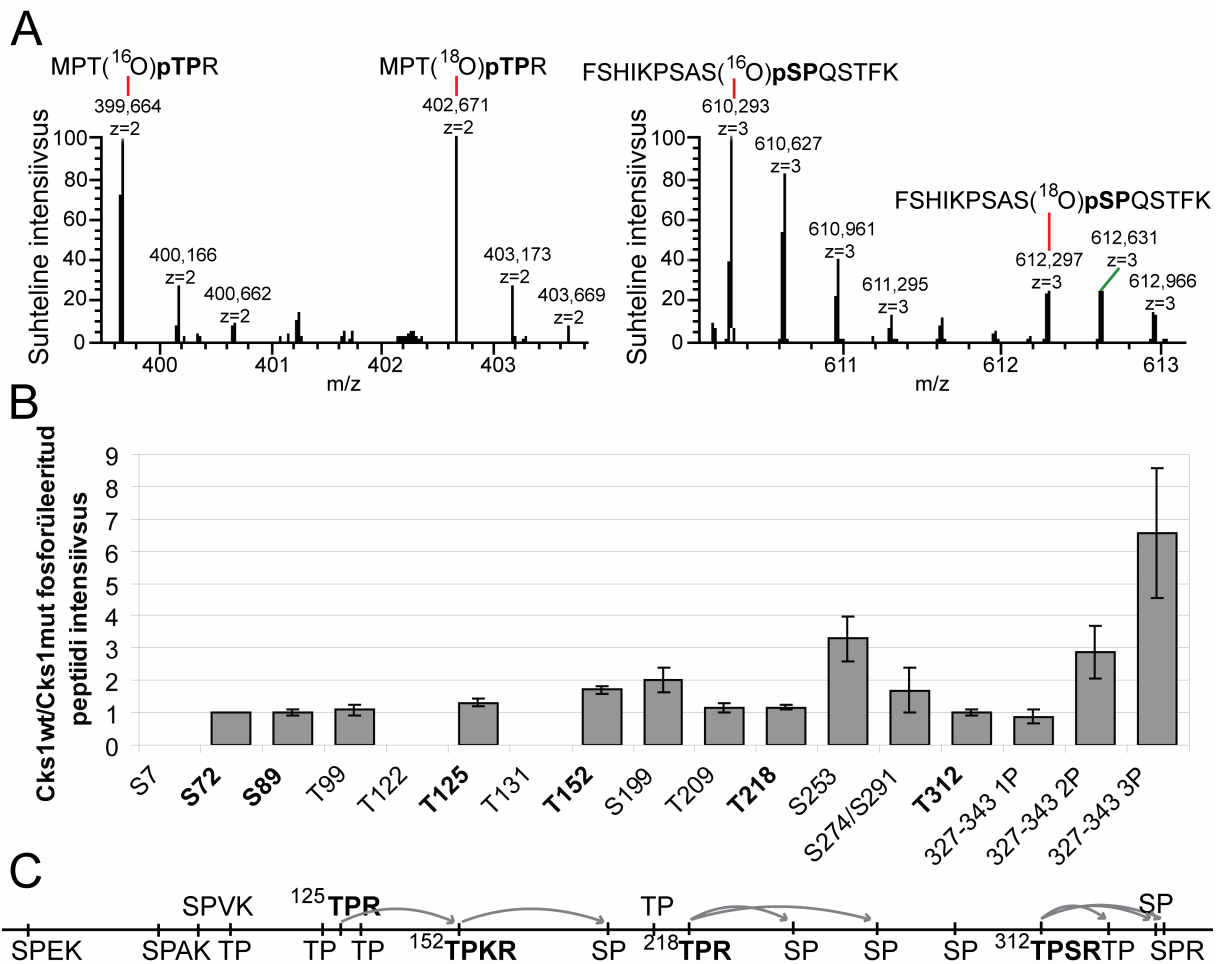 A
MPT(16O)pTPR
MPT(18O)pTPR
FSHIKPSAS(16O)pSPQSTFK
399,664
z=2
402,671
z=2
610,293
z=3
100
80
60
40
20
0
Suhteline intensiivsus
400,166
z=2
400,662
z=2
403,173
z=2
403,669
z=2
400
401
402
403
m/z
100
80
60
40
20
0
Suhteline intensiivsus
610,627
z=3
FSHIKPSAS(18O)pSPQSTFK
610,961
z=3
611,295
z=3
612,297
z=3
612,631
z=3
612,966
z=3
611
612
613
m/z
B
Cks1wt/Cks1mut fosforüleeritud
peptiidi intensiivsus
9
8
7
6
5
4
3
2
1
0
S7
S72
S89
T99
T122
T125
T131
T152
S199
T209
T218
S253
S274/S291
T312
327-343 1P
327-343 2P
327-343 3P
C
SPVK
125TPR
TP
SP
SPEK
SPAK
TP
TP
TP
152TPKR
SP
218TPR
SP
SP
SP
312TPSR
TP
SPR